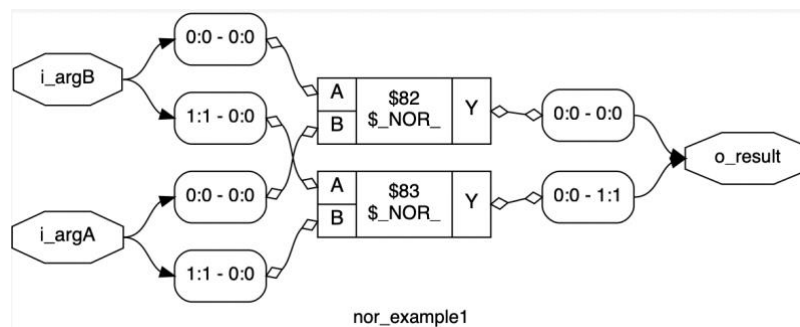 0:0 - 0:0
i_argB
1:1 - 0:0
A
B
$82
$_NOR_
Y
0:0 - 0:0
o_result
0:0 - 0:0
i_argA
1:1 - 0:0
A
B
$83
$_NOR_
Y
0:0 - 1:1
nor_example1